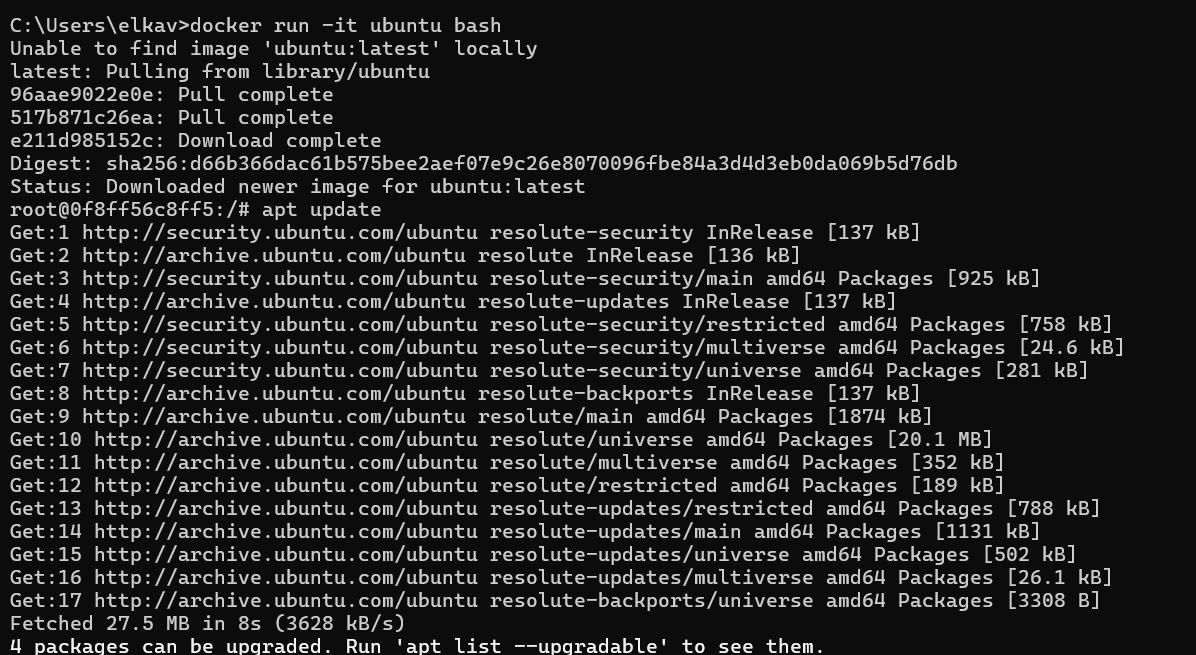 C:\Users\elkav>docker run -it ubuntu bash
Unable to find image 'ubuntu:latest' locally
latest: Pulling from library/ubuntu
96aae9022e0e: Pull complete
517b871c26ea: Pull complete
e211d985152c: Download complete
Digest: sha256:d66b366dac61b575bee2aef07e9c26e8070096fbe84a3d4d3eb0da069b5d76db
Status: Downloaded newer image for ubuntu:latest
root@0f8ff56c8ff5:/# apt update
Get:1 http://security.ubuntu.com/ubuntu resolute-security InRelease [137 kB]
Get:2 http://archive.ubuntu.com/ubuntu resolute InRelease [136 kB]
Get:3 http://security.ubuntu.com/ubuntu resolute-security/main amd64 Packages [925 kB]
Get:4 http://archive.ubuntu.com/ubuntu resolute-updates InRelease [137 kB]
Get:5 http://security.ubuntu.com/ubuntu resolute-security/restricted amd64 Packages [758 kB]
Get:6 http://security.ubuntu.com/ubuntu resolute-security/multiverse amd64 Packages [24.6 kB]
Get:7 http://security.ubuntu.com/ubuntu resolute-security/universe amd64 Packages [281 kB]
Get:8 http://archive.ubuntu.com/ubuntu resolute-backports InRelease [137 kB]
Get:9 http://archive.ubuntu.com/ubuntu resolute/main amd64 Packages [1874 kB]
Get:10 http://archive.ubuntu.com/ubuntu resolute/universe amd64 Packages [20.1 MB]
Get:11 http://archive.ubuntu.com/ubuntu resolute/multiverse amd64 Packages [352 kB]
Get:12 http://archive.ubuntu.com/ubuntu resolute/restricted amd64 Packages [189 kB]
Get:13 http://archive.ubuntu.com/ubuntu resolute-updates/restricted amd64 Packages [788 kB]
Get:14 http://archive.ubuntu.com/ubuntu resolute-updates/main amd64 Packages [1131 kB]
Get:15 http://archive.ubuntu.com/ubuntu resolute-updates/universe amd64 Packages [502 kB]
Get:16 http://archive.ubuntu.com/ubuntu resolute-updates/multiverse amd64 Packages [26.1 kB]
Get:17 http://archive.ubuntu.com/ubuntu resolute-backports/universe amd64 Packages [3308 B]
Fetched 27.5 MB in 8s (3628 kB/s)
4 packages can be upgraded. Run 'apt list --upgradable' to see them.